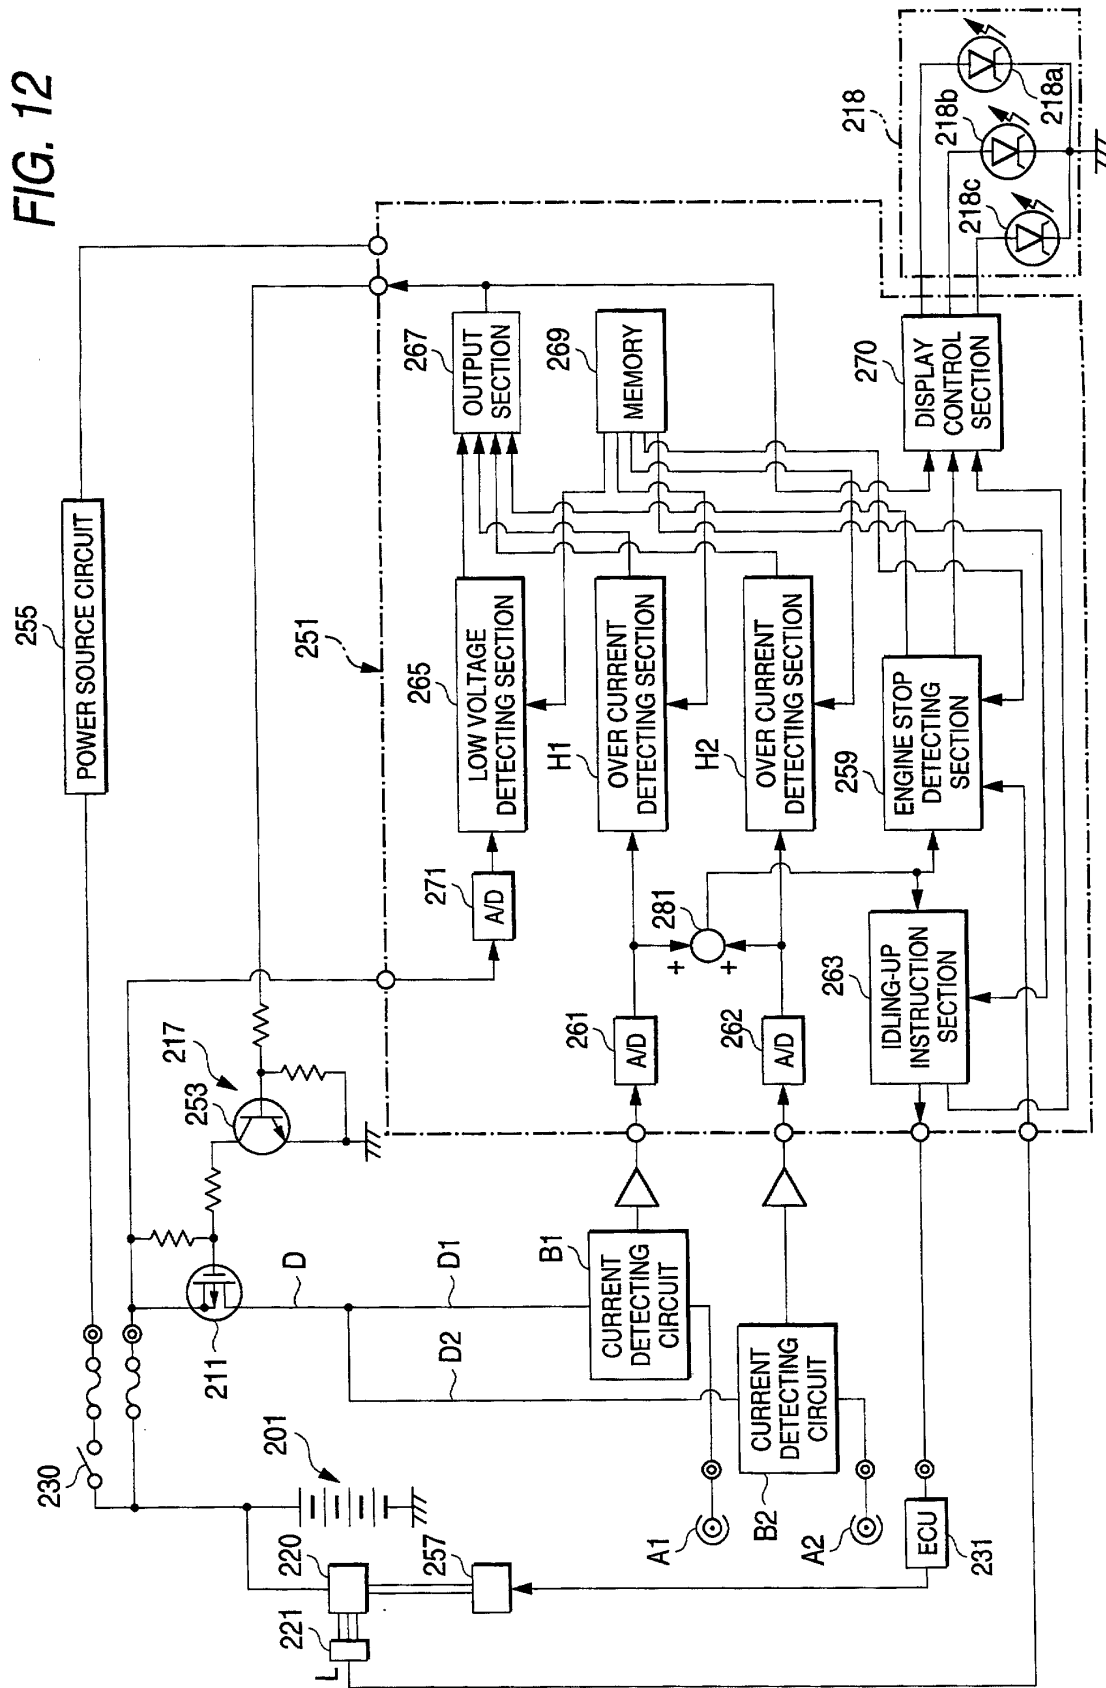 FIG. 12
255
POWER SOURCE CIRCUIT
230
201
211
217
253
D
D1
D2
251
220
221
L
257
271
A/D
265
LOW VOLTAGE
DETECTING SECTION
267
OUTPUT
SECTION
B1
CURRENT
DETECTING
CIRCUIT
261
A/D
H1
OVER CURRENT
DETECTING SECTION
269
MEMORY
A1
B2
CURRENT
DETECTING
CIRCUIT
262
A/D
+
+
281
H2
OVER CURRENT
DETECTING SECTION
A2
ECU
231
263
IDLING-UP
INSTRUCTION
SECTION
259
ENGINE STOP
DETECTING
SECTION
270
DISPLAY
CONTROL
SECTION
218
218c
218b
218a